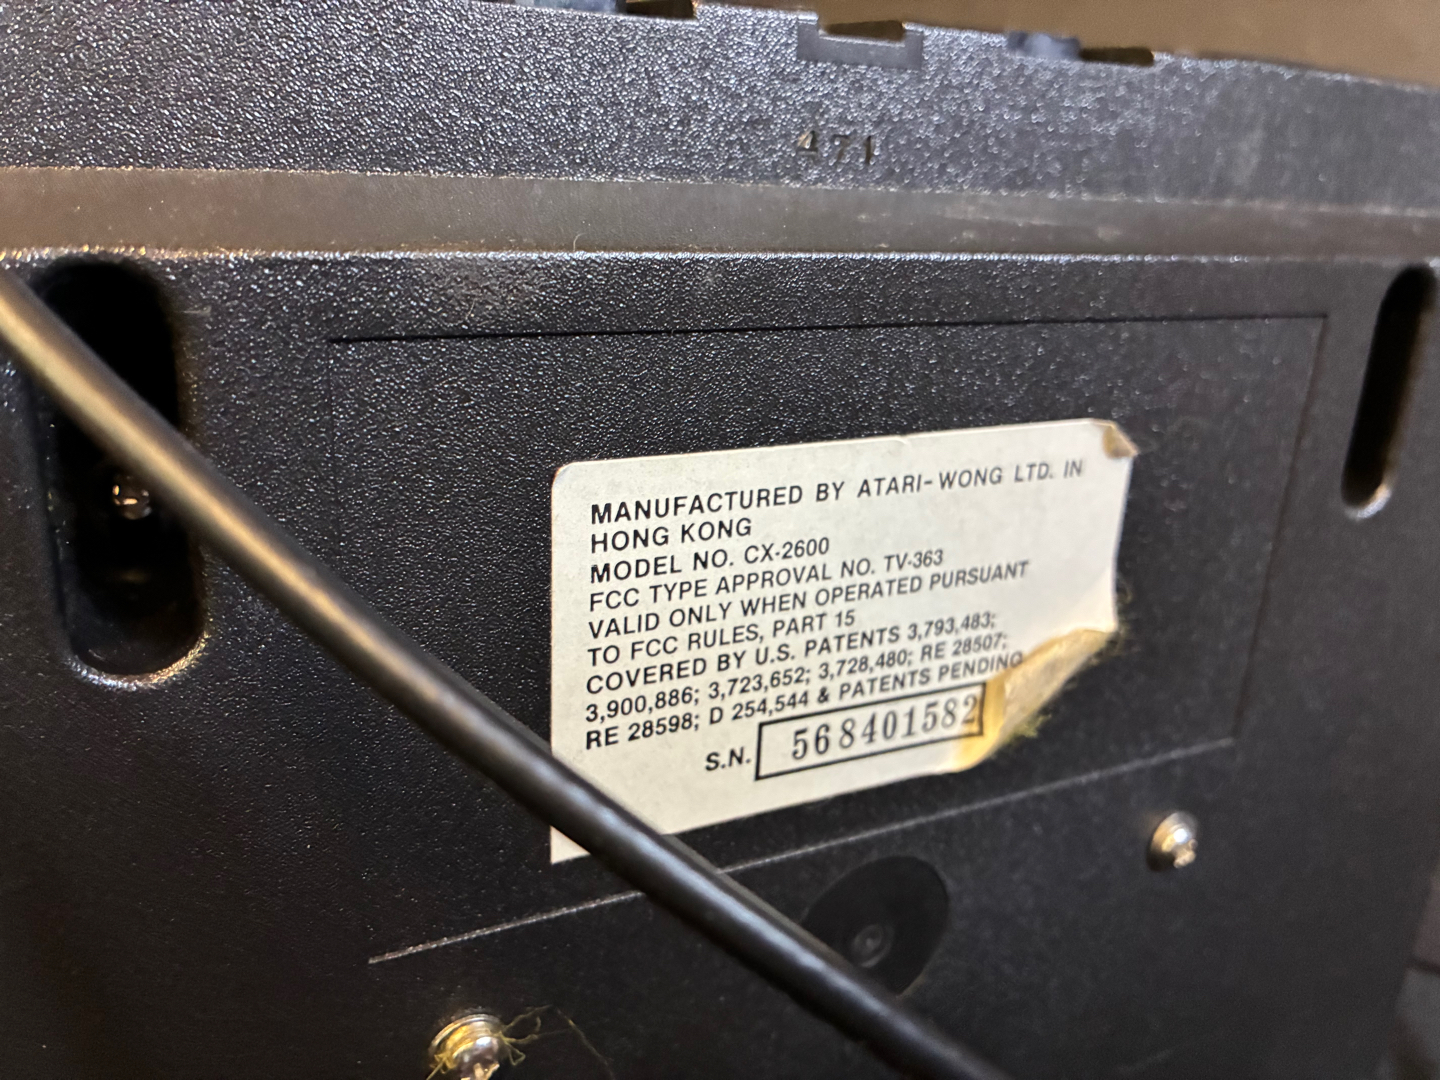 471
MANUFACTURED BY ATARI-WONG LTD. IN
HONG KONG
MODEL NO. CX-2600
FCC TYPE APPROVAL NO. TV-363
VALID ONLY WHEN OPERATED PURSUANT
TO FCC RULES, PART 15
COVERED BY U.S. PATENTS 3,793,483;
3,900,886; 3,723,652; 3,728,480; RE 28507;
RE 28598; D 254,544 & PATENTS PENDING
S.N. 568401582